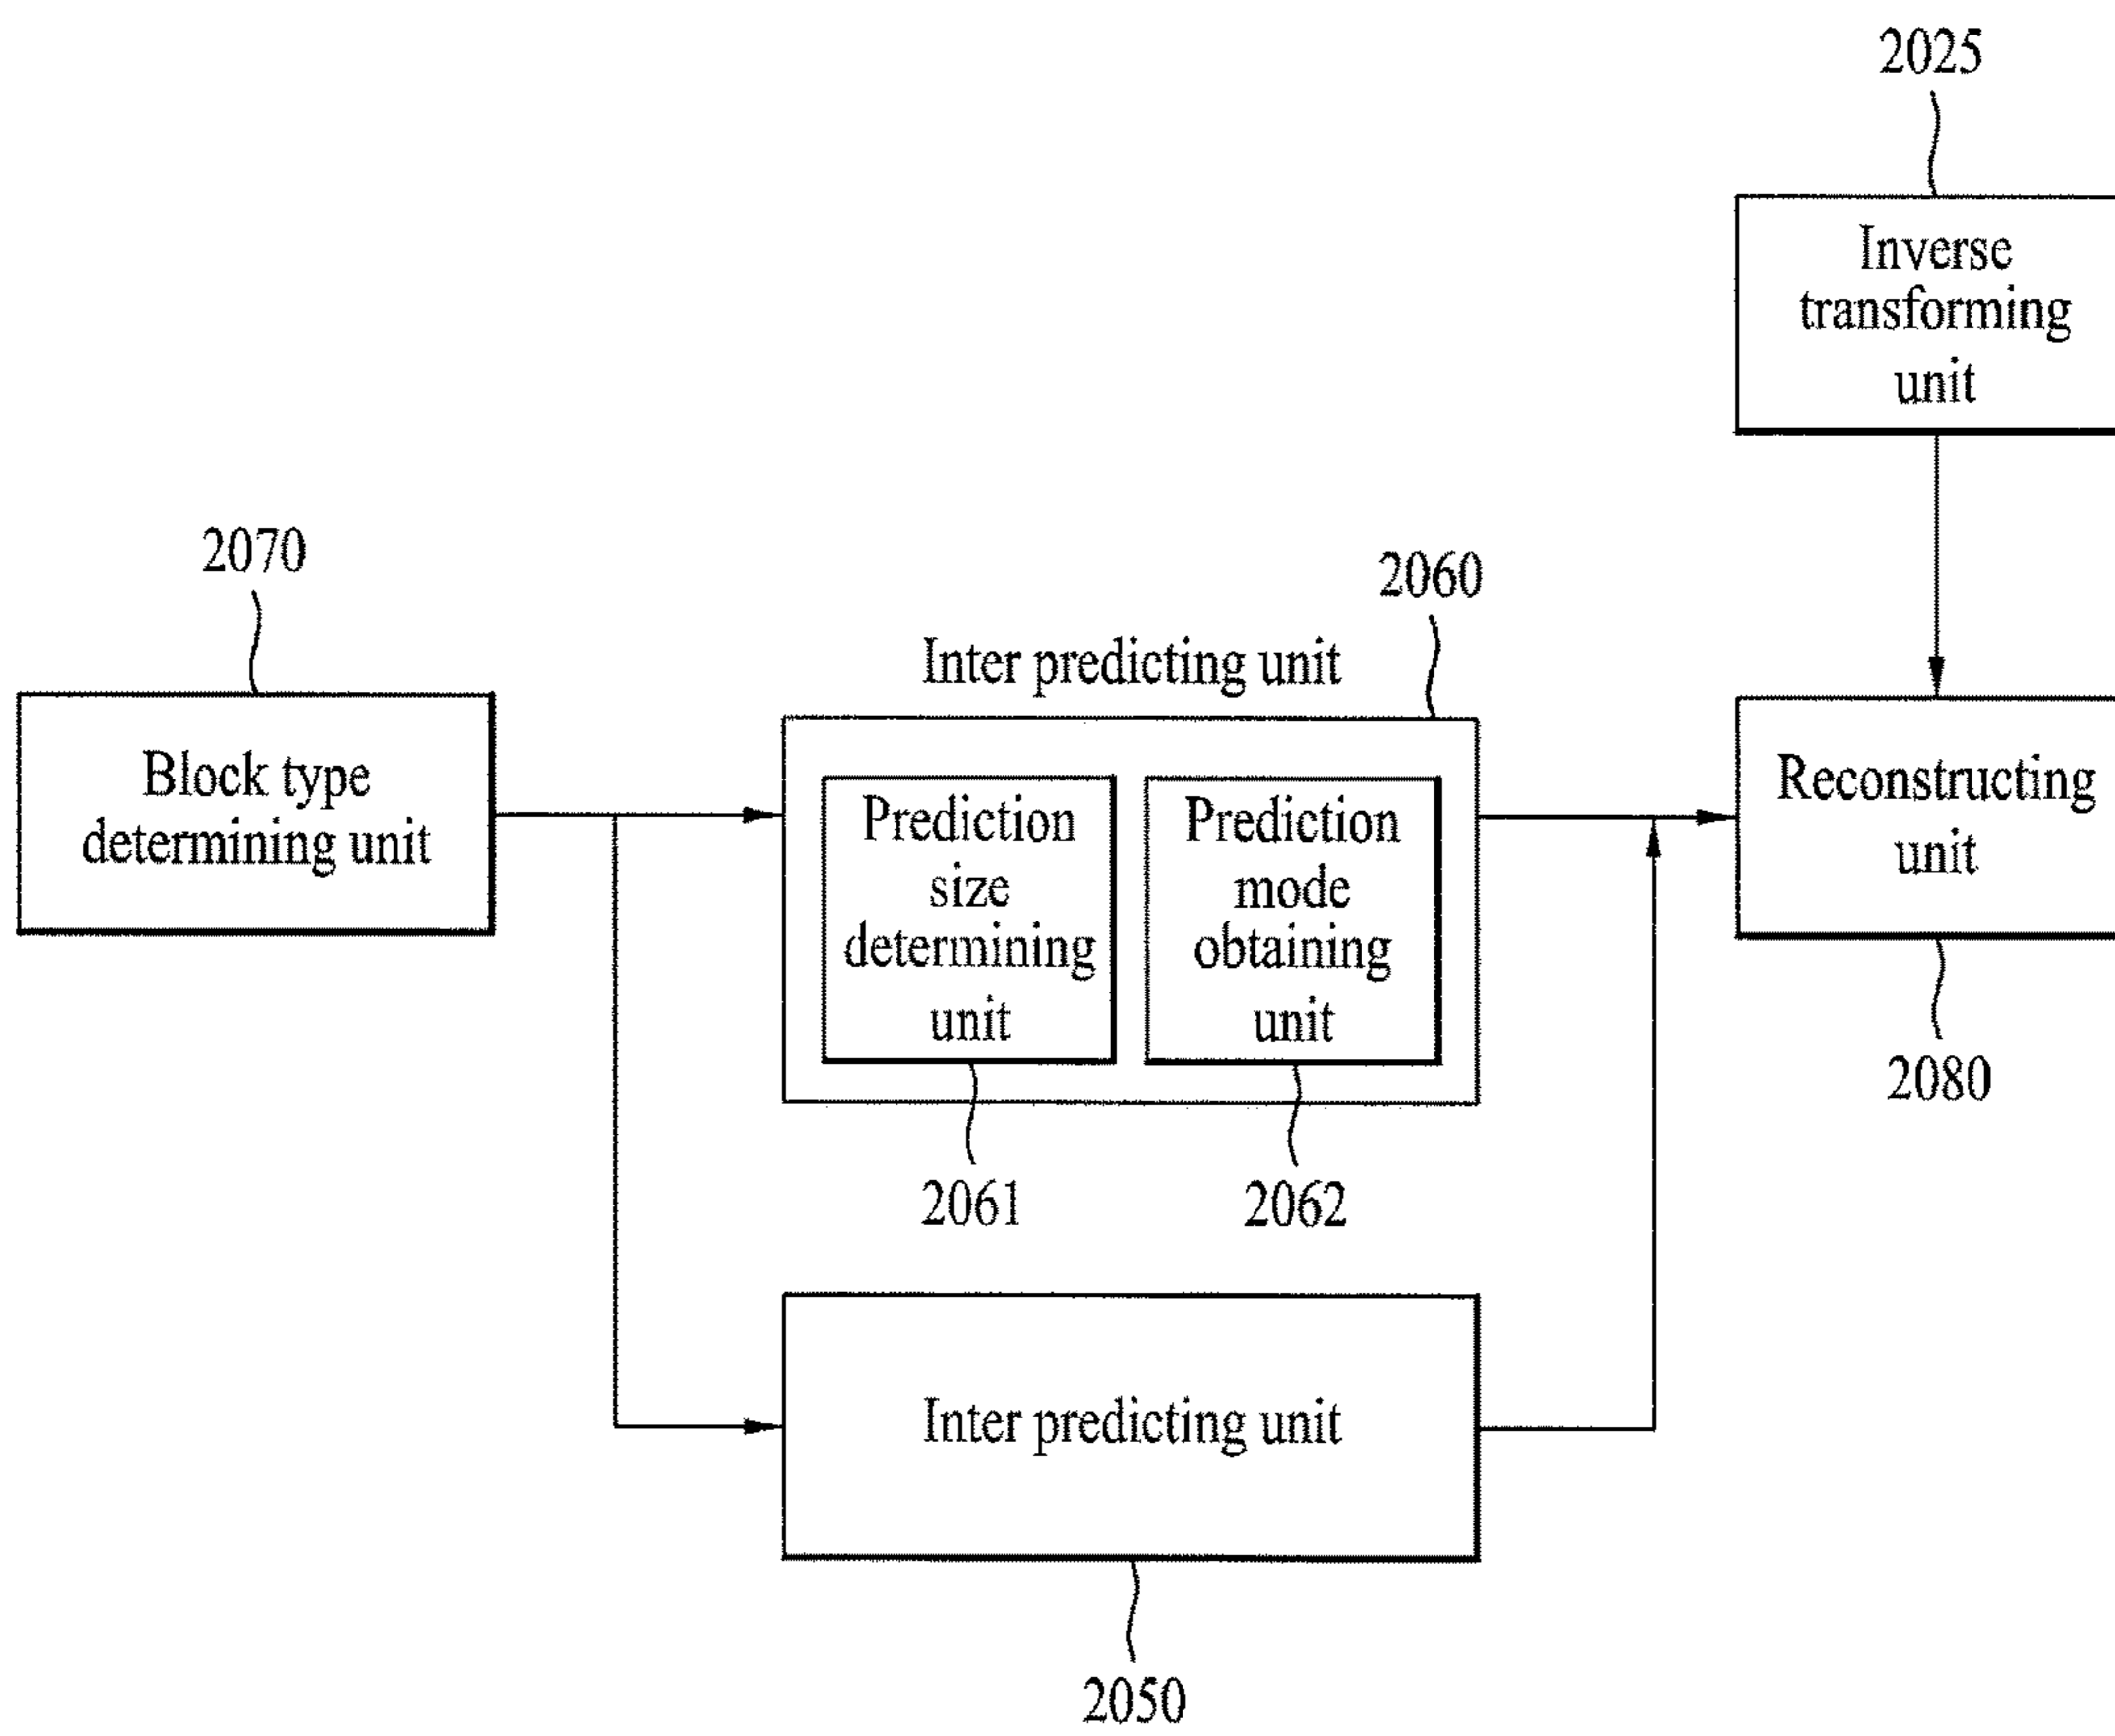 2025
Inverse
transforming
unit
2070
2060
Inter predicting unit
Block type
determining unit
Prediction
size
determining
unit
Prediction
mode
obtaining
unit
Reconstructing
unit
2061
2062
2080
Inter predicting unit
2050